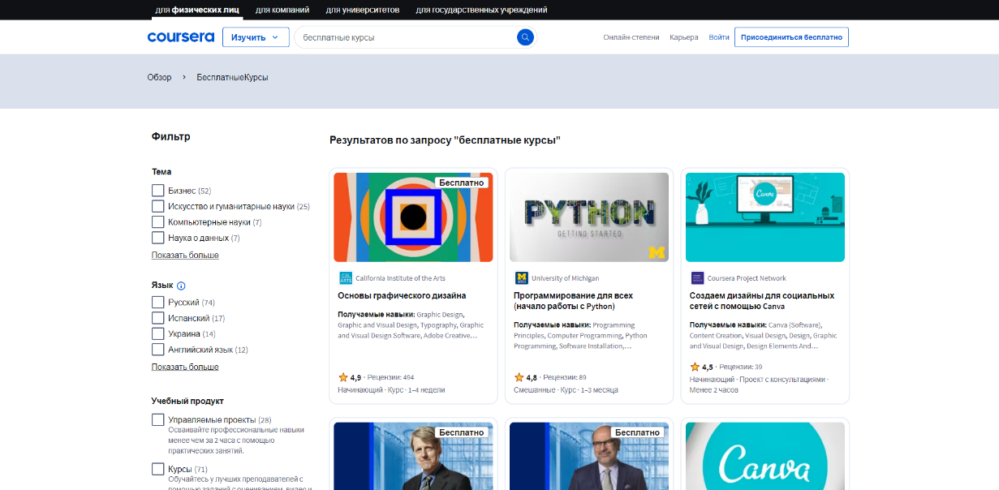 для физических лиц
для компаний
для университетов
для государственных учреждений
coursera
Изучить
бесплатные курсы
Онлайн-степени
Карьера
Войти
Присоединиться бесплатно
Обзор
БесплатныеКурсы
Фильтр
Тема
Бизнес (52)
Искусство и гуманитарные науки (25)
Компьютерные науки (7)
Наука о данных (7)
Показать больше
Язык
Русский (74)
Испанский (17)
Украина (14)
Английский язык (12)
Показать больше
Учебный продукт
Управляемые проекты (28)
Осваивайте профессиональные навыки
менее чем за 2 часа с помощью
практических занятий.
Курсы (71)
Обучайтесь у лучших преподавателей с
помощью заданий с оцениванием, видео и
Результатов по запросу "бесплатные курсы"
Бесплатно
CAL
ARTS
California Institute of the Arts
Основы графического дизайна
Получаемые навыки: Graphic Design,
Graphic and Visual Design, Typography, Graphic
and Visual Design Software, Adobe Creative…
4,9 · Рецензии: 494
Начинающий · Курс · 1–4 недели
PYTHON
GETTING STARTED
M
University of Michigan
Программирование для всех
(начало работы с Python)
Получаемые навыки: Programming
Principles, Computer Programming, Python
Programming, Software Installation,…
4,8 · Рецензии: 89
Смешанные · Курс · 1–3 месяца
Canva
Coursera Project Network
Создаем дизайны для социальных
сетей с помощью Canva
Получаемые навыки: Canva (Software),
Content Creation, Visual Design, Design, Graphic
and Visual Design, Design Elements And…
4,5 · Рецензии: 39
Начинающий · Проект с консультациями ·
Менее 2 часов
Бесплатно
Бесплатно
Canva